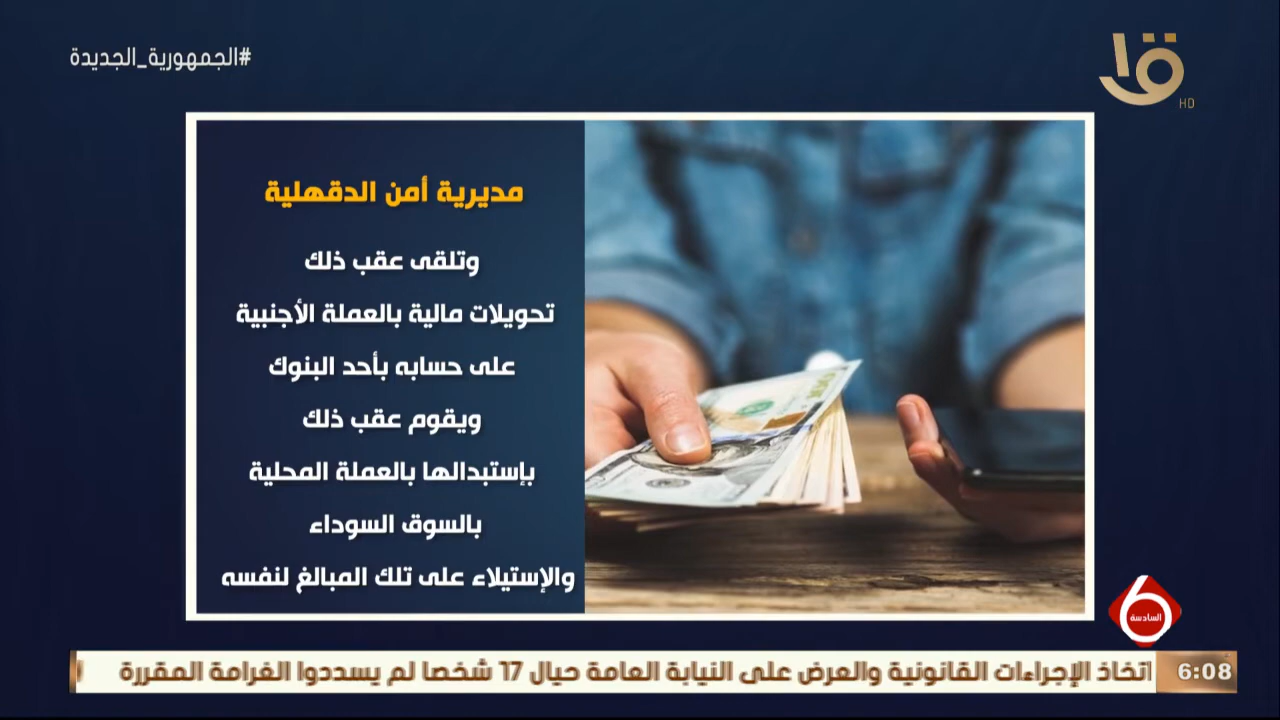 #الجمهورية_الجديدة
HD
مديرية أمن الدقهلية
وتلقى عقب ذلك
تحويلات مالية بالعملة الأجنبية
على حسابه بأحد البنوك
ويقوم عقب ذلك
بإستبدالها بالعملة المحلية
بالسوق السوداء
والإستيلاء على تلك المبالغ لنفسه
السادسة
6:08
اتخاذ الإجراءات القانونية والعرض على النيابة العامة حيال 17 شخصا لم يسددوا الغرامة المقررة